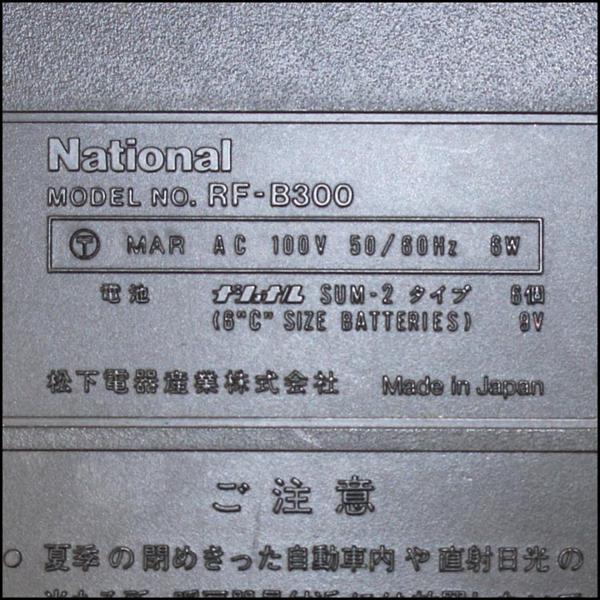 National
MODEL NO. RF-B300
Ⓣ MAR AC 100V 50/60Hz 6W
電池 ナショナル SUM-2 タイプ 6個
(6"C" SIZE BATTERIES) 9V
松下電器産業株式会社 Made in Japan
ご注意
○ 夏季の閉めきった自動車内や直射日光の